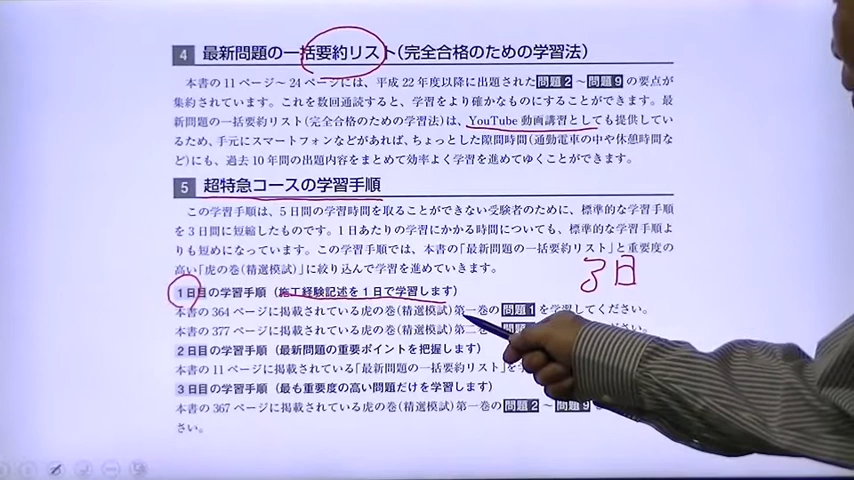 4 最新問題の一括要約リスト(完全合格のための学習法)
本書の11ページ～24ページには、平成22年度以降に出題された問題2～問題9の要点が
集約されています。これを数回通読すると、学習をより確かなものにすることができます。最
新問題の一括要約リスト(完全合格のための学習法)は、YouTube動画講習としても提供してい
るため、手元にスマートフォンなどがあれば、ちょっとした隙間時間(通勤電車の中や休憩時間な
ど)にも、過去10年間の出題内容をまとめて効率よく学習を進めてゆくことができます。
5 超特急コースの学習手順
この学習手順は、5日間の学習時間を取ることができない受験者のために、標準的な学習手順
を3日間に短縮したものです。1日あたりの学習にかかる時間についても、標準的な学習手順よ
りも短めになっています。この学習手順では、本書の「最新問題の一括要約リスト」と重要度の
高い「虎の巻(精選模試)」に絞り込んで学習を進めていきます。
3日
1日目の学習手順(施工経験記述を1日で学習します)
本書の364ページに掲載されている虎の巻(精選模試)第一巻の問題1を学習してください。
本書の377ページに掲載されている虎の巻(精選模試)第二巻の
2日目の学習手順(最新問題の重要ポイントを把握します)
本書の11ページに掲載されている「最新問題の一括要約リスト」を
3日目の学習手順(最も重要度の高い問題だけを学習します)
本書の367ページに掲載されている虎の巻(精選模試)第一巻の問題2～問題9
さい。